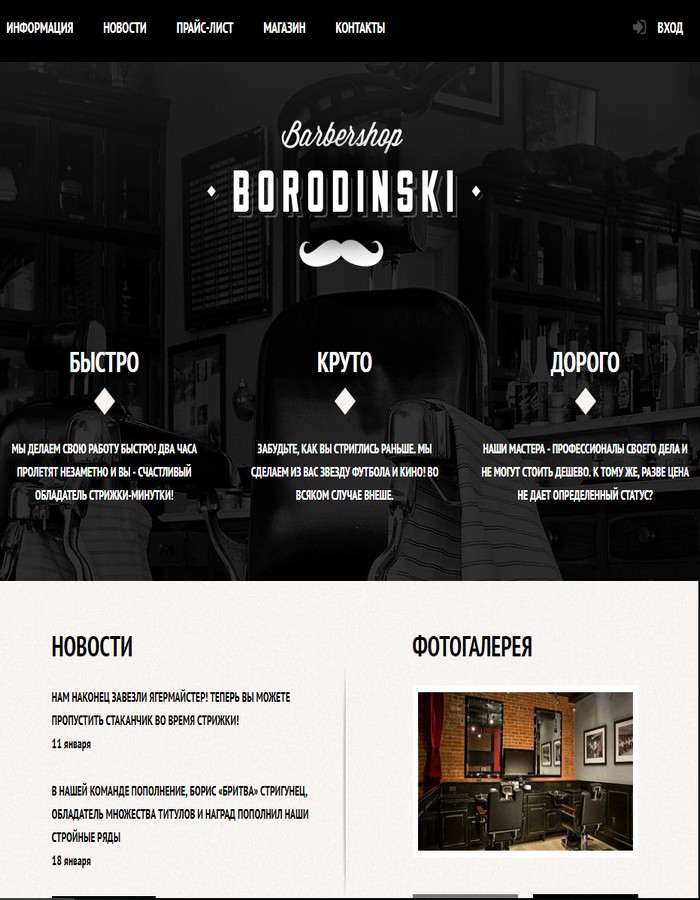 ИНФОРМАЦИЯ НОВОСТИ ПРАЙС-ЛИСТ МАГАЗИН КОНТАКТЫ ВХОД
Barbershop
BORODINSKI
БЫСТРО
МЫ ДЕЛАЕМ СВОЮ РАБОТУ БЫСТРО! ДВА ЧАСА
ПРОЛЕТЯТ НЕЗАМЕТНО И ВЫ - СЧАСТЛИВЫЙ
ОБЛАДАТЕЛЬ СТРИЖКИ-МИНУТКИ!
КРУТО
ЗАБУДЬТЕ, КАК ВЫ СТРИГЛИСЬ РАНЬШЕ. МЫ
СДЕЛАЕМ ИЗ ВАС ЗВЕЗДУ ФУТБОЛА И КИНО! ВО
ВСЯКОМ СЛУЧАЕ ВНЕШЕ.
ДОРОГО
НАШИ МАСТЕРА - ПРОФЕССИОНАЛЫ СВОЕГО ДЕЛА И
НЕ МОГУТ СТОИТЬ ДЕШЕВО. К ТОМУ ЖЕ, РАЗВЕ ЦЕНА
НЕ ДАЕТ ОПРЕДЕЛЕННЫЙ СТАТУС?
НОВОСТИ
НАМ НАКОНЕЦ ЗАВЕЗЛИ ЯГЕРМАЙСТЕР! ТЕПЕРЬ ВЫ МОЖЕТЕ
ПРОПУСТИТЬ СТАКАНЧИК ВО ВРЕМЯ СТРИЖКИ!
11 января
В НАШЕЙ КОМАНДЕ ПОПОЛНЕНИЕ, БОРИС «БРИТВА» СТРИГУНЕЦ,
ОБЛАДАТЕЛЬ МНОЖЕСТВА ТИТУЛОВ И НАГРАД ПОПОЛНИЛ НАШИ
СТРОЙНЫЕ РЯДЫ
18 января
ФОТОГАЛЕРЕЯ